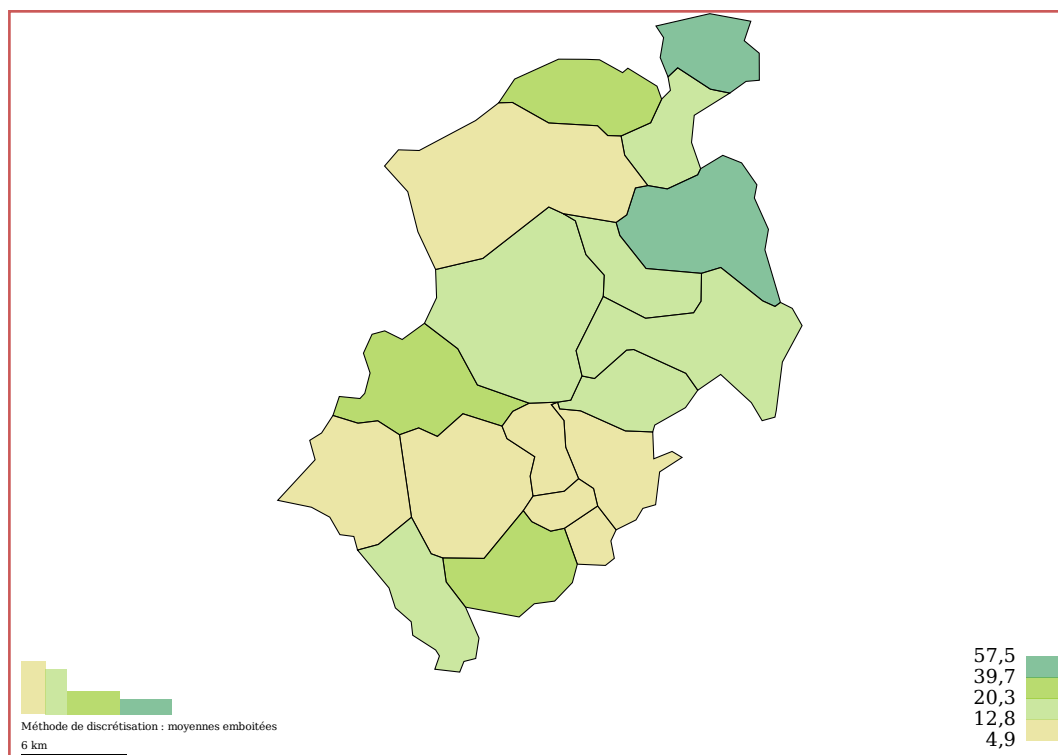 57,5
39,7
20,3
12,8
4,9
Méthode de discrétisation : moyennes emboitées
6 km